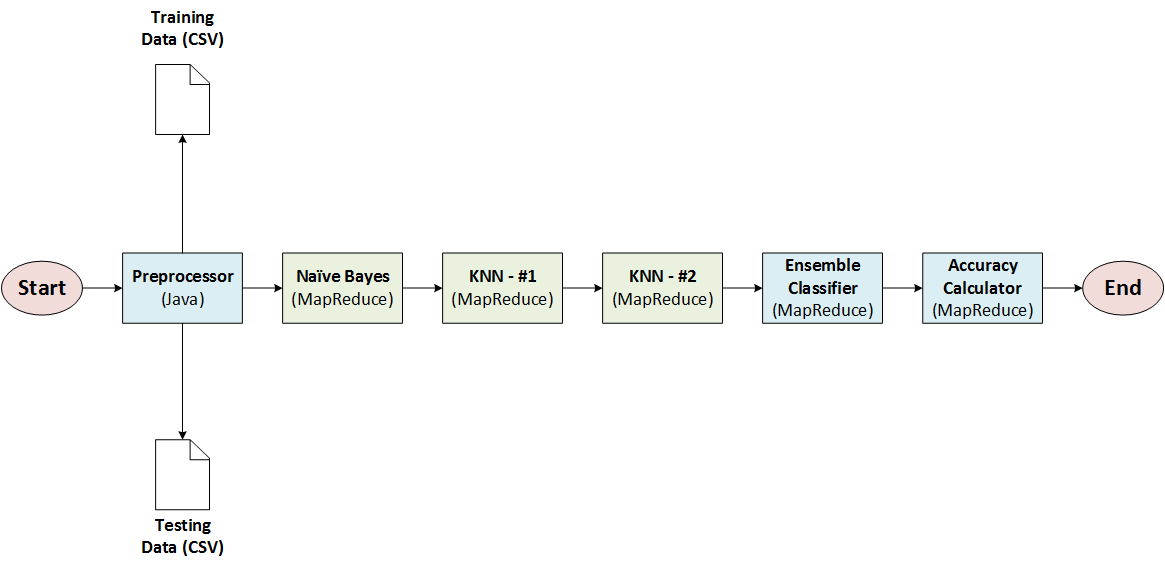 Training
Data (CSV)
Start
Preprocessor
(Java)
Naïve Bayes
(MapReduce)
KNN - #1
(MapReduce)
KNN - #2
(MapReduce)
Ensemble
Classifier
(MapReduce)
Accuracy
Calculator
(MapReduce)
End
Testing
Data (CSV)